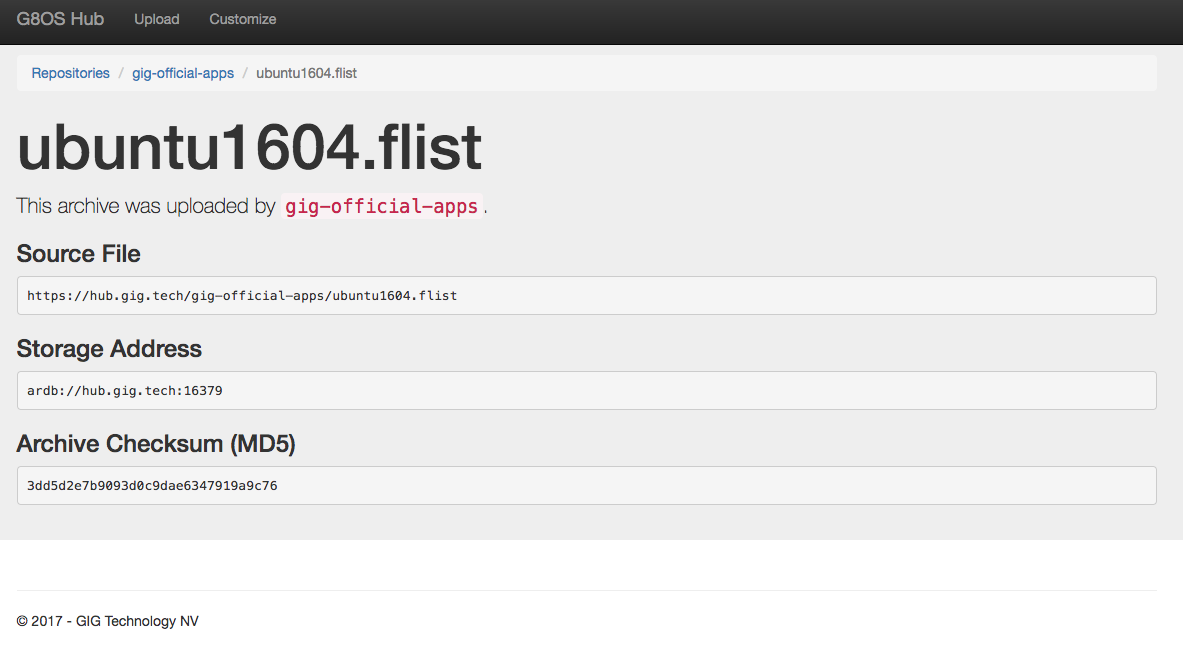 G8OS Hub Upload Customize
Repositories / gig-official-apps / ubuntu1604.flist
ubuntu1604.flist
This archive was uploaded by gig-official-apps.
Source File
https://hub.gig.tech/gig-official-apps/ubuntu1604.flist
Storage Address
ardb://hub.gig.tech:16379
Archive Checksum (MD5)
3dd5d2e7b9093d0c9dae6347919a9c76
© 2017 - GIG Technology NV